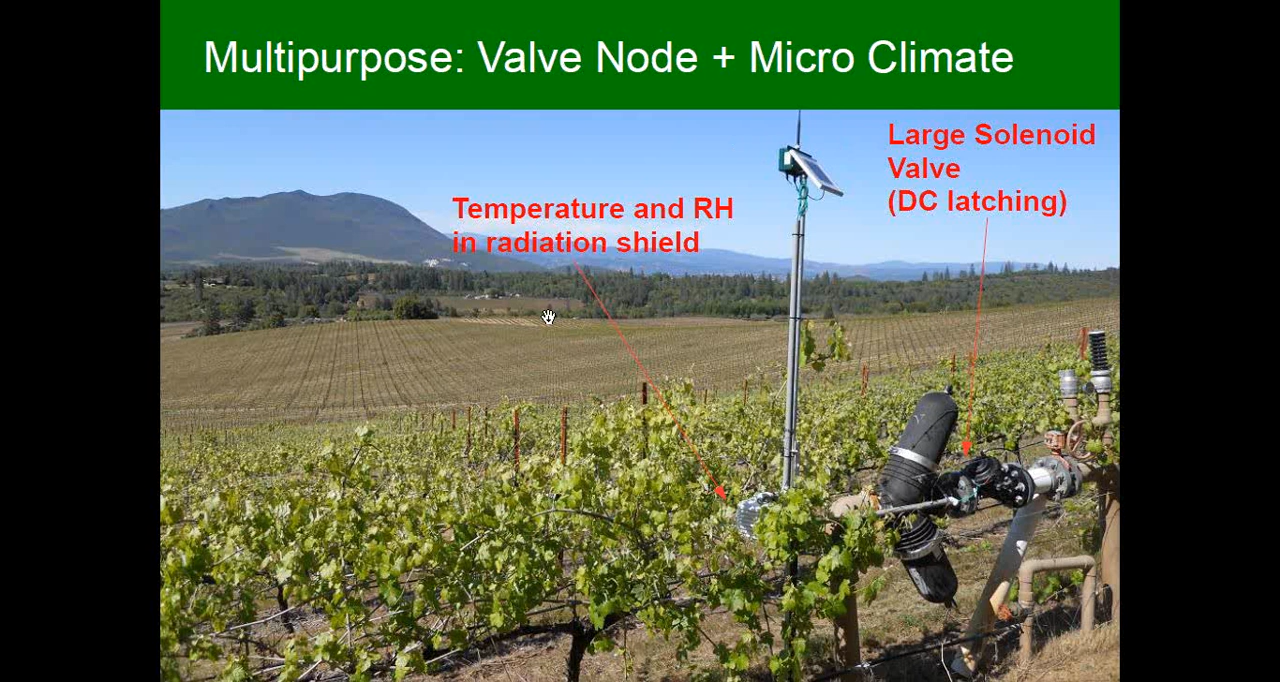 Multipurpose: Valve Node + Micro Climate
Large Solenoid
Valve
(DC latching)
Temperature and RH
in radiation shield